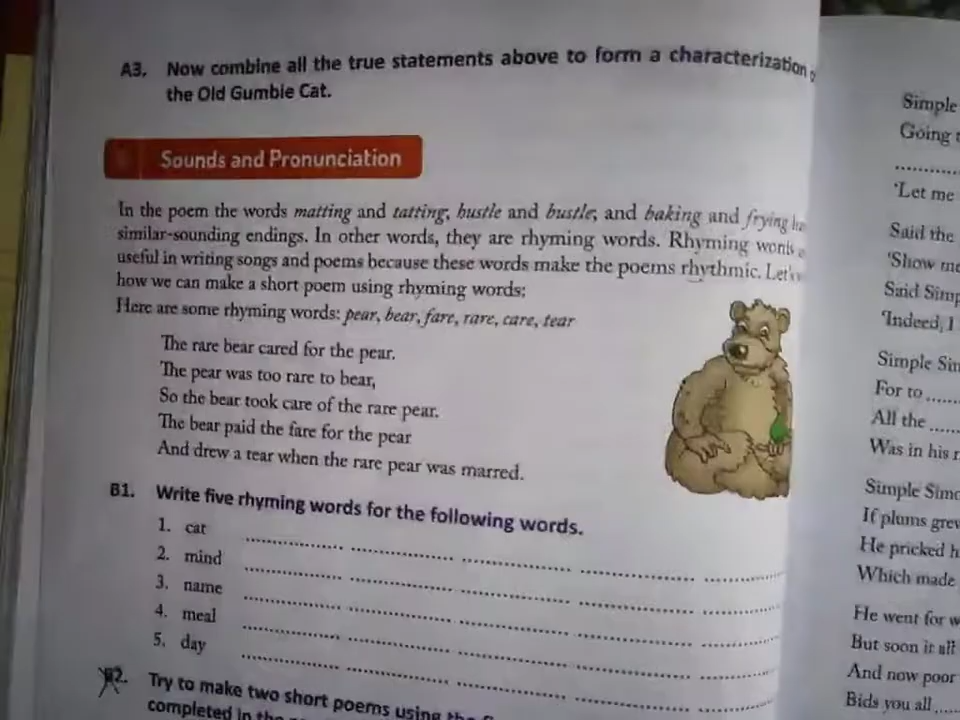 A3. Now combine all the true statements above to form a characterization
the Old Gumbie Cat.
Sounds and Pronunciation
In the poem the words matting and tatting, bustle and bustle, and baking and frying
similar-sounding endings. In other words, they are rhyming words. Rhyming words
useful in writing songs and poems because these words make the poems rhythmic. Let's
how we can make a short poem using rhyming words:
Here are some rhyming words: pear, bear, fare, rare, care, tear
The rare bear cared for the pear.
The pear was too rare to bear,
So the bear took care of the rare pear.
The bear paid the fare for the pear
And drew a tear when the rare pear was marred.
B1. Write five rhyming words for the following words.
1. cat ..............................
2. mind ..............................
3. name ..............................
4. meal ..............................
5. day ..............................
B2. Try to make two short poems using the
completed in the
Simple
Going
..............
'Let me
Said the
'Show me
Said Simp
'Indeed, I
Simple Sim
For to ......
All the ......
Was in his
Simple Simo
If plums grew
He pricked h
Which made
He went for w
But soon it all
And now poor
Bids you all ......